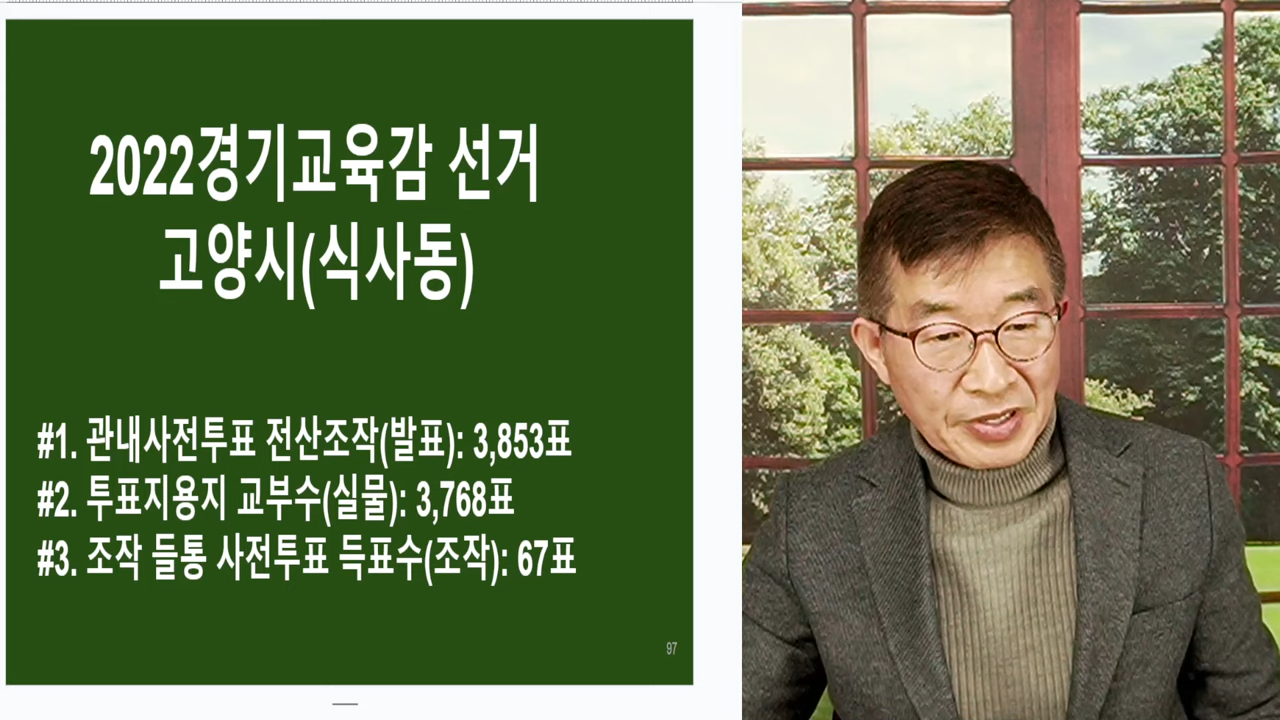 2022경기교육감 선거
고양시(식사동)
#1. 관내사전투표 전산조작(발표): 3,853표
#2. 투표지용지 교부수(실물): 3,768표
#3. 조작 들통 사전투표 득표수(조작): 67표
97